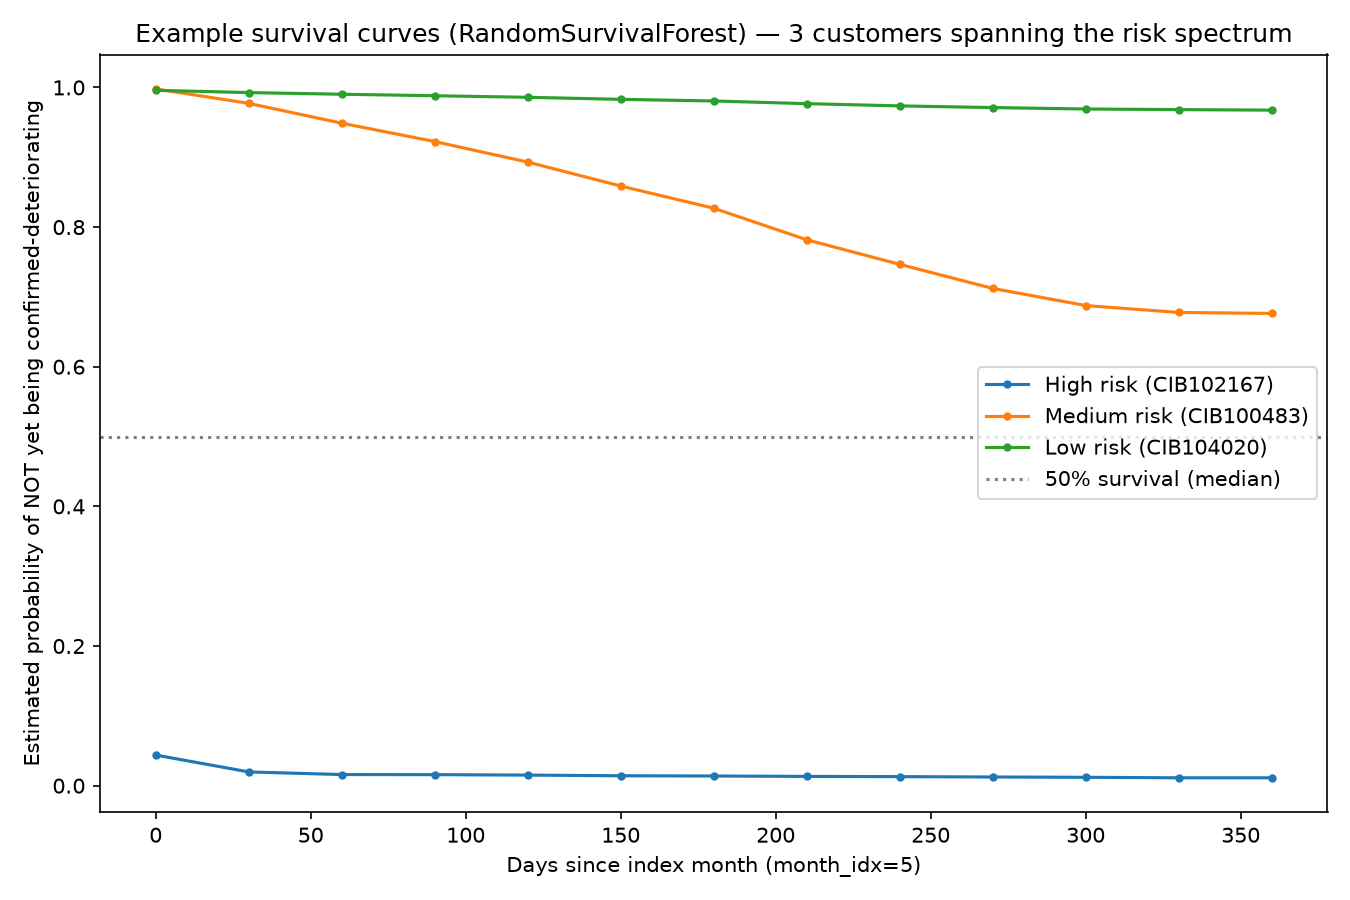 Example survival curves (RandomSurvivalForest) — 3 customers spanning the risk spectrum
Estimated probability of NOT yet being confirmed-deteriorating
1.0
0.8
0.6
0.4
0.2
0.0
High risk (CIB102167)
Medium risk (CIB100483)
Low risk (CIB104020)
50% survival (median)
0 50 100 150 200 250 300 350
Days since index month (month_idx=5)